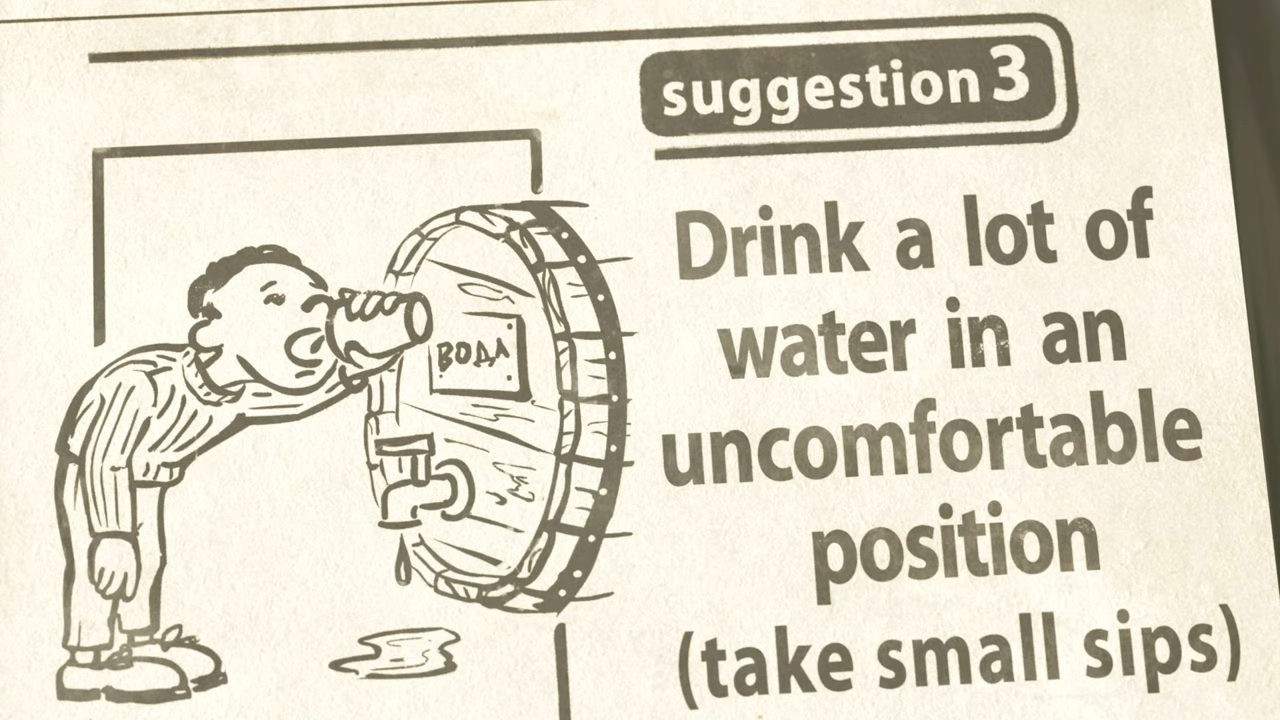 suggestion 3
Drink a lot of
water in an
uncomfortable
position
(take small sips)
ВОДА